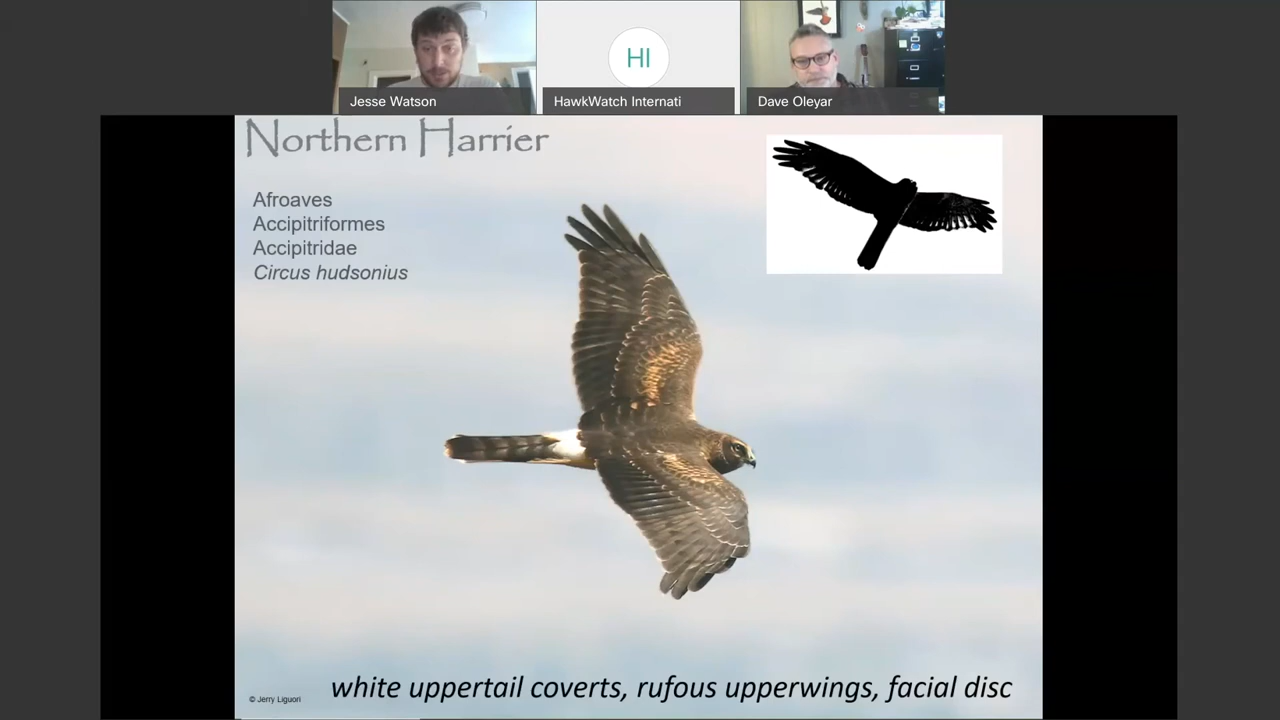 HI
Jesse Watson
HawkWatch Internati
Dave Oleyar
Northern Harrier
Afroaves
Accipitriformes
Accipitridae
Circus hudsonius
white uppertail coverts, rufous upperwings, facial disc
© Jerry Liguori